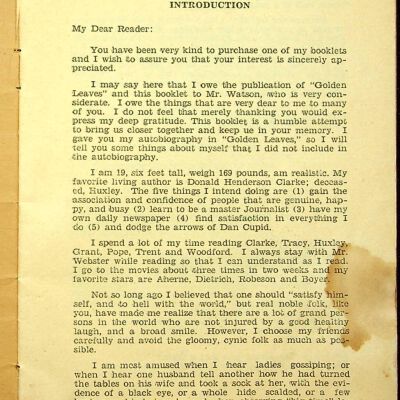 INTRODUCTION
My Dear Reader:
You have been very kind to purchase one of my booklets
and I wish to assure you that your interest is sincerely ap-
preciated.
I may say here that I owe the publication of "Golden
Leaves" and this booklet to Mr. Watson, who is very con-
siderate. I owe the things that are very dear to me to many
of you. I do not feel that merely thanking you would ex-
press my deep gratitude. This booklet is a humble attempt
to bring us closer together and keep us in your memory. I
gave you my autobiography in "Golden Leaves," so I will
tell you some things about myself that I did not include in
the autobiography.
I am 19, six feet tall, weigh 169 pounds, am realistic. My
favorite living author is Donald Henderson Clarke; deceas-
ed, Huxley. The five things I intend doing are (1) gain the
association and confidence of people that are genuine, hap-
py, and busy (2) learn to be a master Journalist (3) have my
own daily newspaper (4) find satisfaction in everything I
do (5) and dodge the arrows of Dan Cupid.
I spend a lot of my time reading Clarke, Tracy, Huxley,
Grant, Pope, Trent and Woodford. I always stay with Mr.
Webster while reading so that I can understand as I read.
I go to the movies about three times in two weeks and my
favorite stars are Aherne, Dietrich, Robeson and Boyer.
Not so long ago I believed that one should "satisfy him-
self, and to hell with the world," but real noble folk, like
you, have made me realize that there are a lot of grand per-
sons in the world who are not injured by a good healthy
laugh, and a broad smile. However, I choose my friends
carefully and avoid the gloomy, cynic folk as much as pos-
sible.
I am most amused when I hear ladies gossiping; or
when I hear one husband tell another how he had turned
the tables on his wife and took a sock at her, with the evi-
dence of a black eye, or a whole hide scalded, or a few